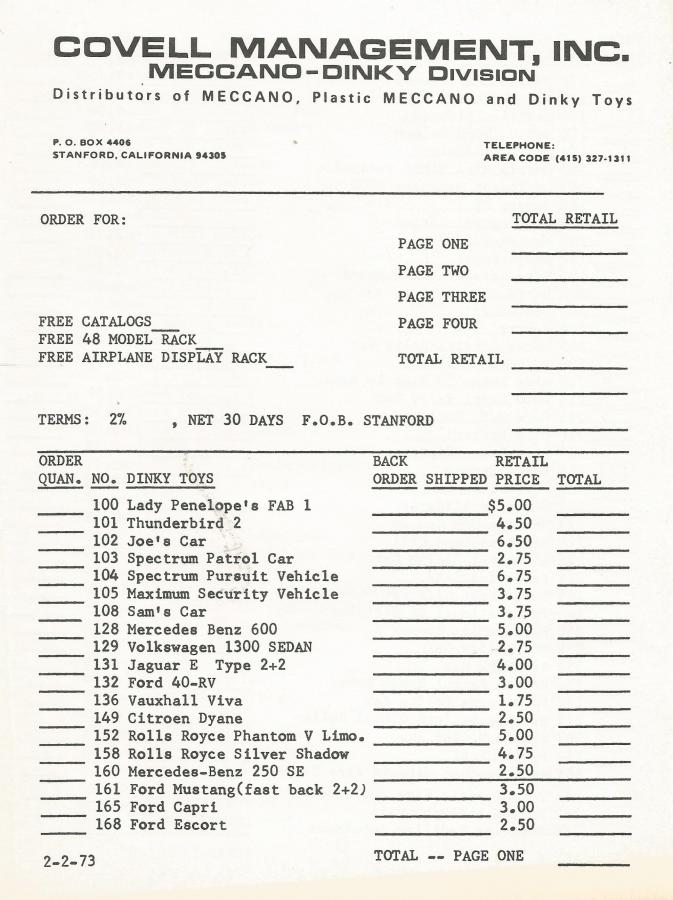 COVELL MANAGEMENT, INC.
MECCANO-DINKY DIVISION
Distributors of MECCANO, Plastic MECCANO and Dinky Toys
P. O. BOX 4406
STANFORD, CALIFORNIA 94305
TELEPHONE:
AREA CODE (415) 327-1311
ORDER FOR:
TOTAL RETAIL
PAGE ONE
PAGE TWO
PAGE THREE
FREE CATALOGS___ PAGE FOUR
FREE 48 MODEL RACK___
FREE AIRPLANE DISPLAY RACK___ TOTAL RETAIL
TERMS: 2% , NET 30 DAYS F.O.B. STANFORD
ORDER BACK RETAIL
QUAN. NO. DINKY TOYS ORDER SHIPPED PRICE TOTAL
100 Lady Penelope's FAB 1 $5.00
101 Thunderbird 2 4.50
102 Joe's Car 6.50
103 Spectrum Patrol Car 2.75
104 Spectrum Pursuit Vehicle 6.75
105 Maximum Security Vehicle 3.75
108 Sam's Car 3.75
128 Mercedes Benz 600 5.00
129 Volkswagen 1300 SEDAN 2.75
131 Jaguar E Type 2+2 4.00
132 Ford 40-RV 3.00
136 Vauxhall Viva 1.75
149 Citroen Dyane 2.50
152 Rolls Royce Phantom V Limo. 5.00
158 Rolls Royce Silver Shadow 4.75
160 Mercedes-Benz 250 SE 2.50
161 Ford Mustang(fast back 2+2) 3.50
165 Ford Capri 3.00
168 Ford Escort 2.50
2-2-73 TOTAL -- PAGE ONE